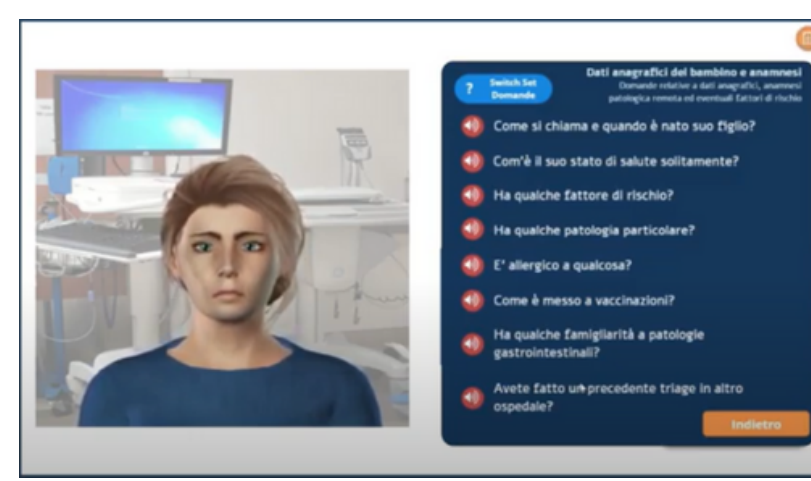 ? Switch Set
Domande
Dati anagrafici del bambino e anamnesi
Domande relative a dati anagrafici, anamnesi
patologica remota ed eventuali fattori di rischio
Come si chiama e quando è nato suo figlio?
Com'è il suo stato di salute solitamente?
Ha qualche fattore di rischio?
Ha qualche patologia particolare?
E' allergico a qualcosa?
Come è messo a vaccinazioni?
Ha qualche famigliarità a patologie
gastrointestinali?
Avete fatto un precedente triage in altro
ospedale?
Indietro